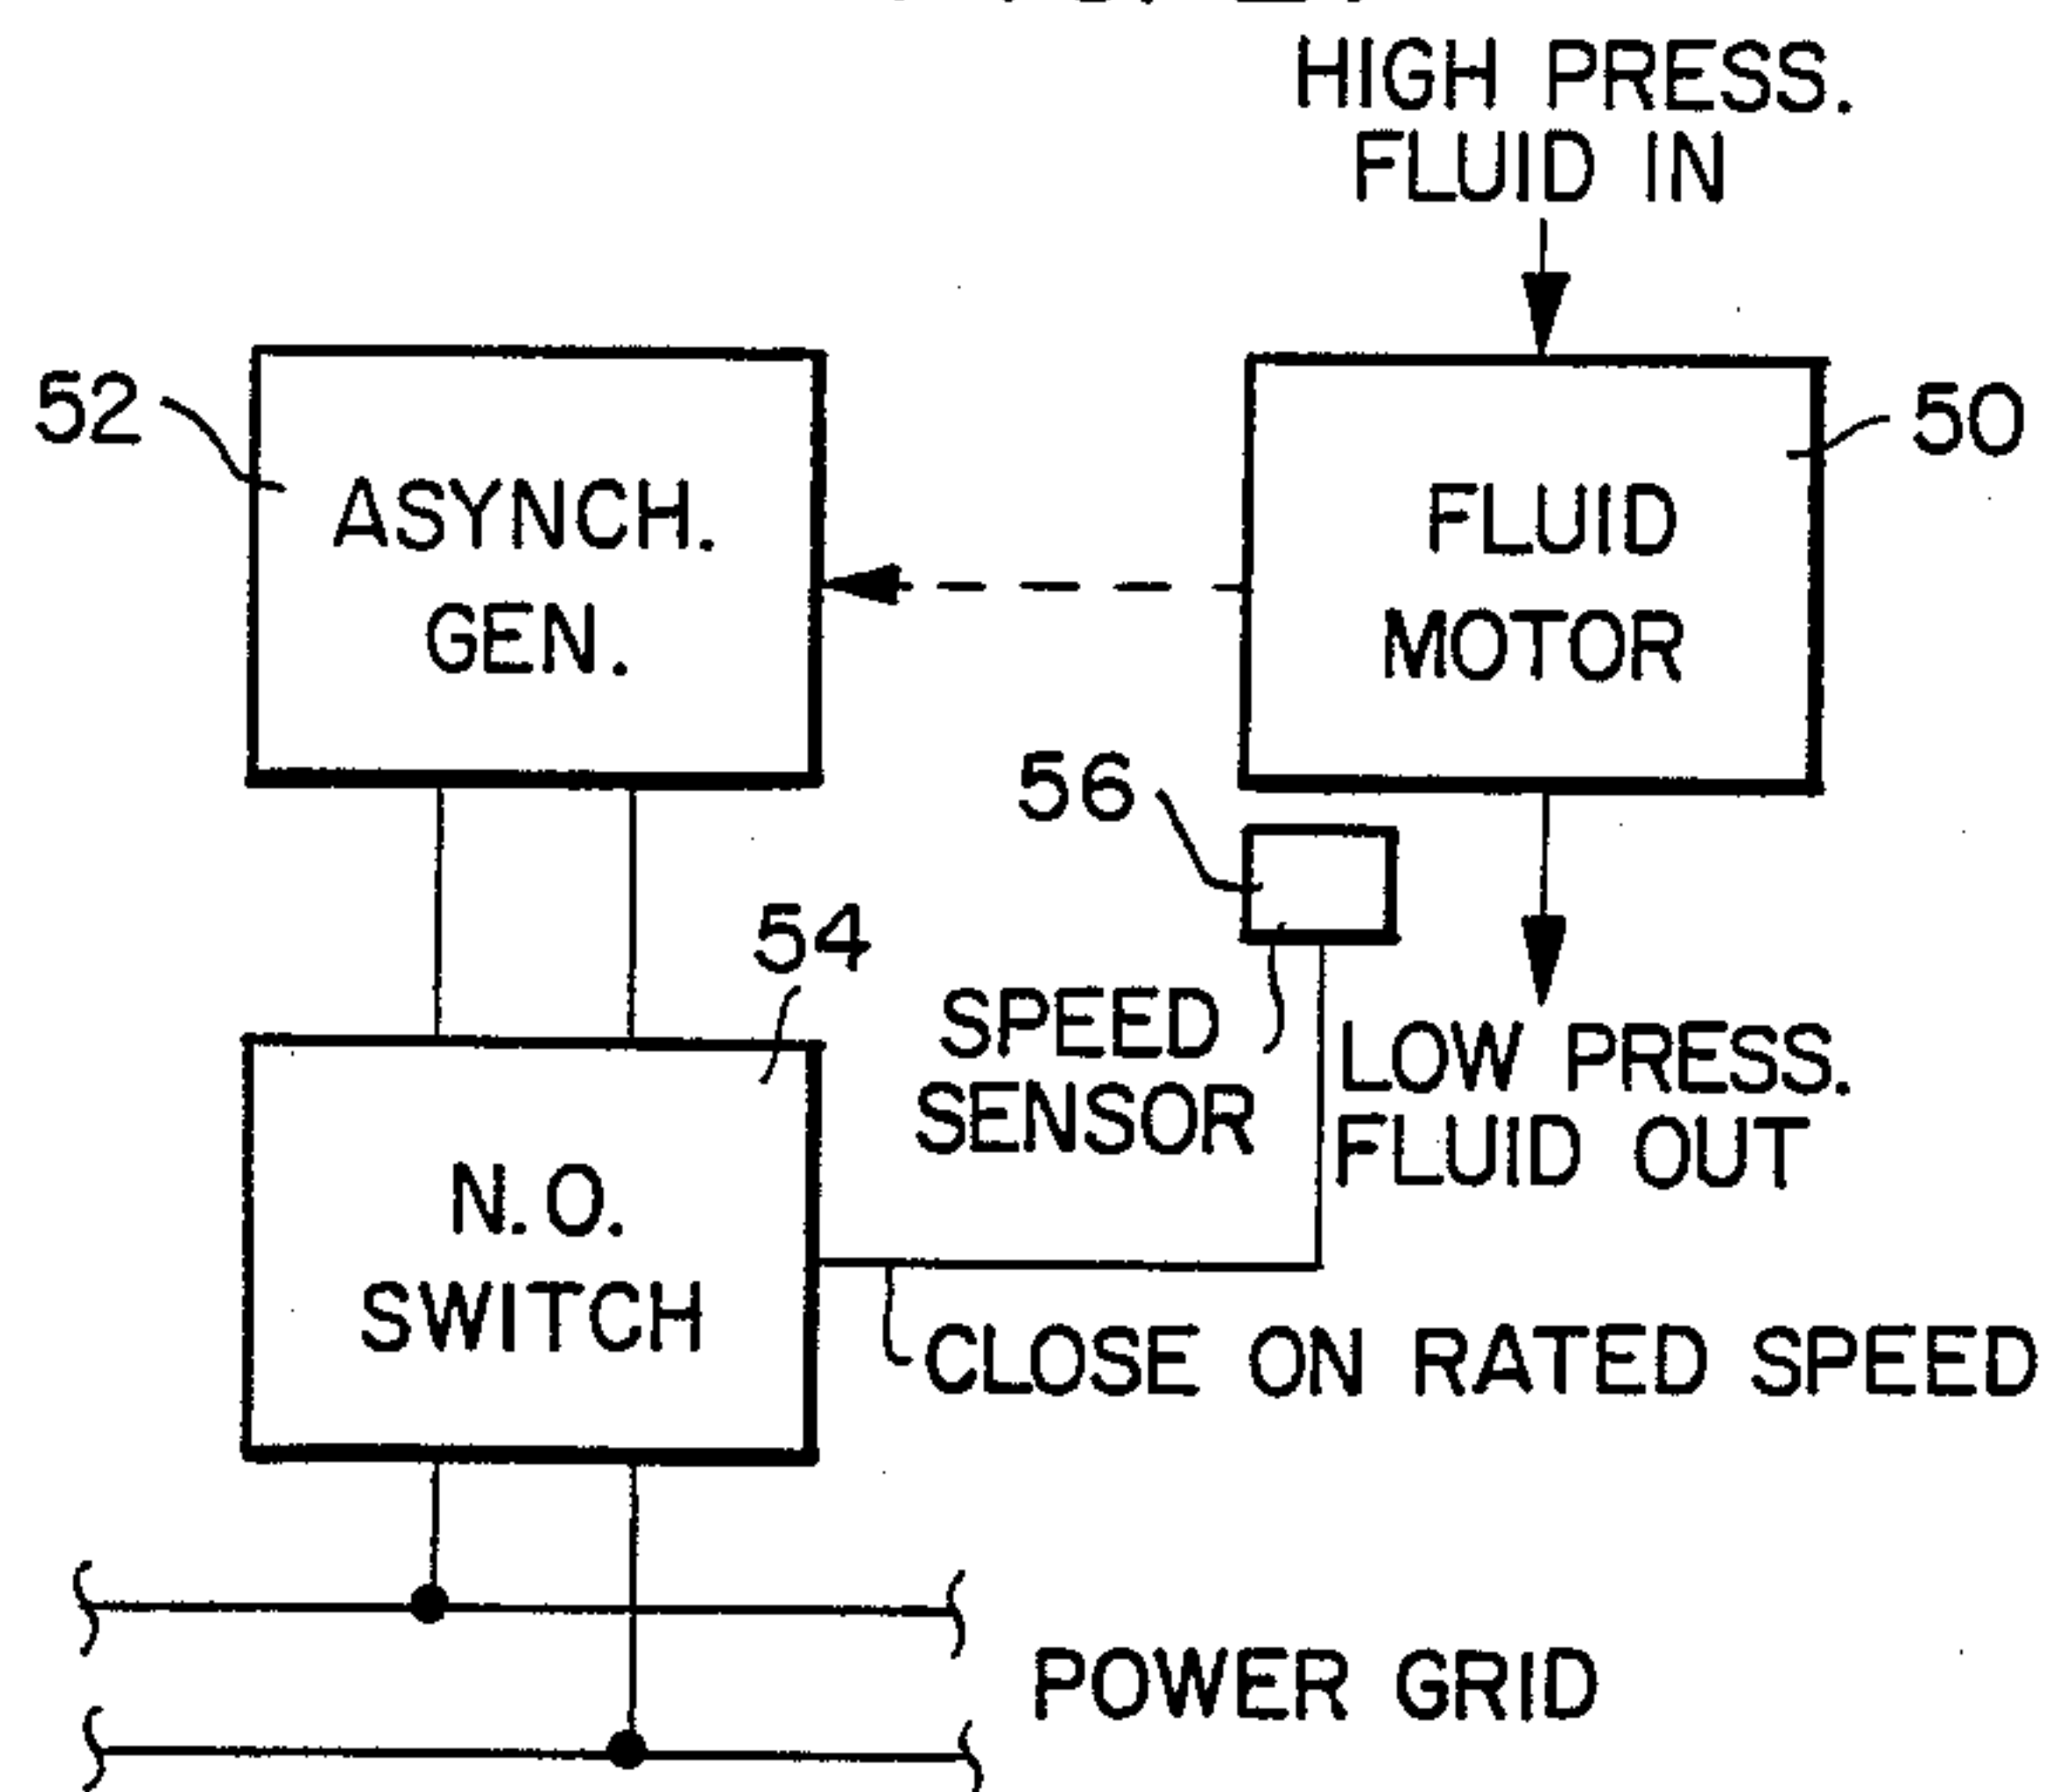 HIGH PRESS.
FLUID IN
52
ASYNCH.
GEN.
50
FLUID
MOTOR
56
54
SPEED
SENSOR
LOW PRESS.
FLUID OUT
N.O.
SWITCH
CLOSE ON RATED SPEED
POWER GRID